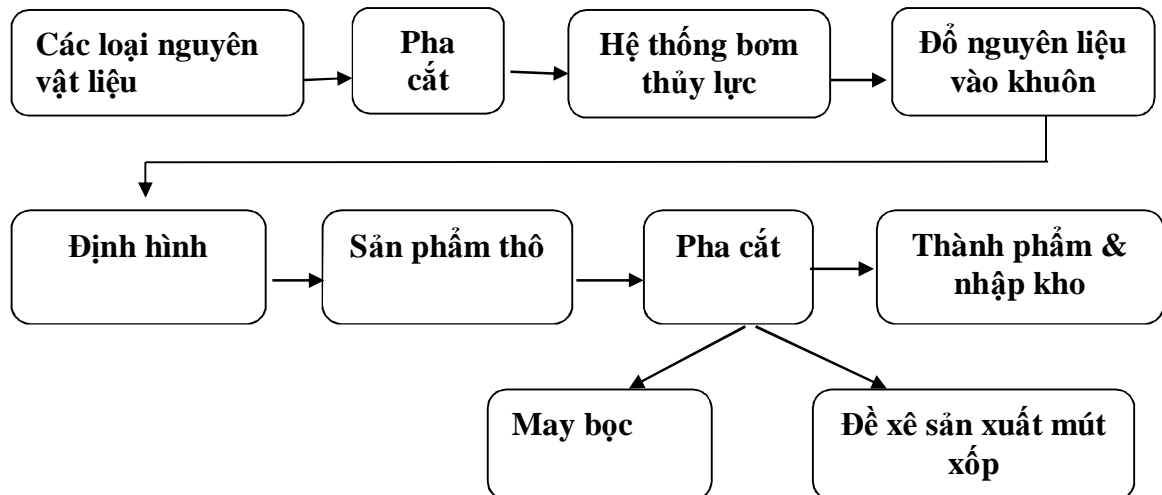 Các loại nguyên
vật liệu
Pha
cắt
Hệ thống bơm
thủy lực
Đổ nguyên liệu
vào khuôn
Định hình
Sản phẩm thô
Pha cắt
Thành phẩm &
nhập kho
May bọc
Đề xê sản xuất mút
xốp